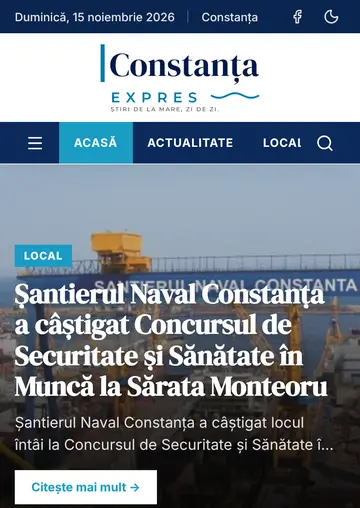 Duminică, 15 noiembrie 2026
Constanța
Constanța
EXPRES
ȘTIRI DE LA MARE, ZI DE ZI.
ACASĂ
ACTUALITATE
LOCAL
ȘANTIERUL NAVAL CONSTANTA
LOCAL
Șantierul Naval Constanța
a câștigat Concursul de
Securitate și Sănătate în
Muncă la Sărata Monteoru
Șantierul Naval Constanța a câștigat locul
întâi la Concursul de Securitate și Sănătate î...
Citește mai mult →